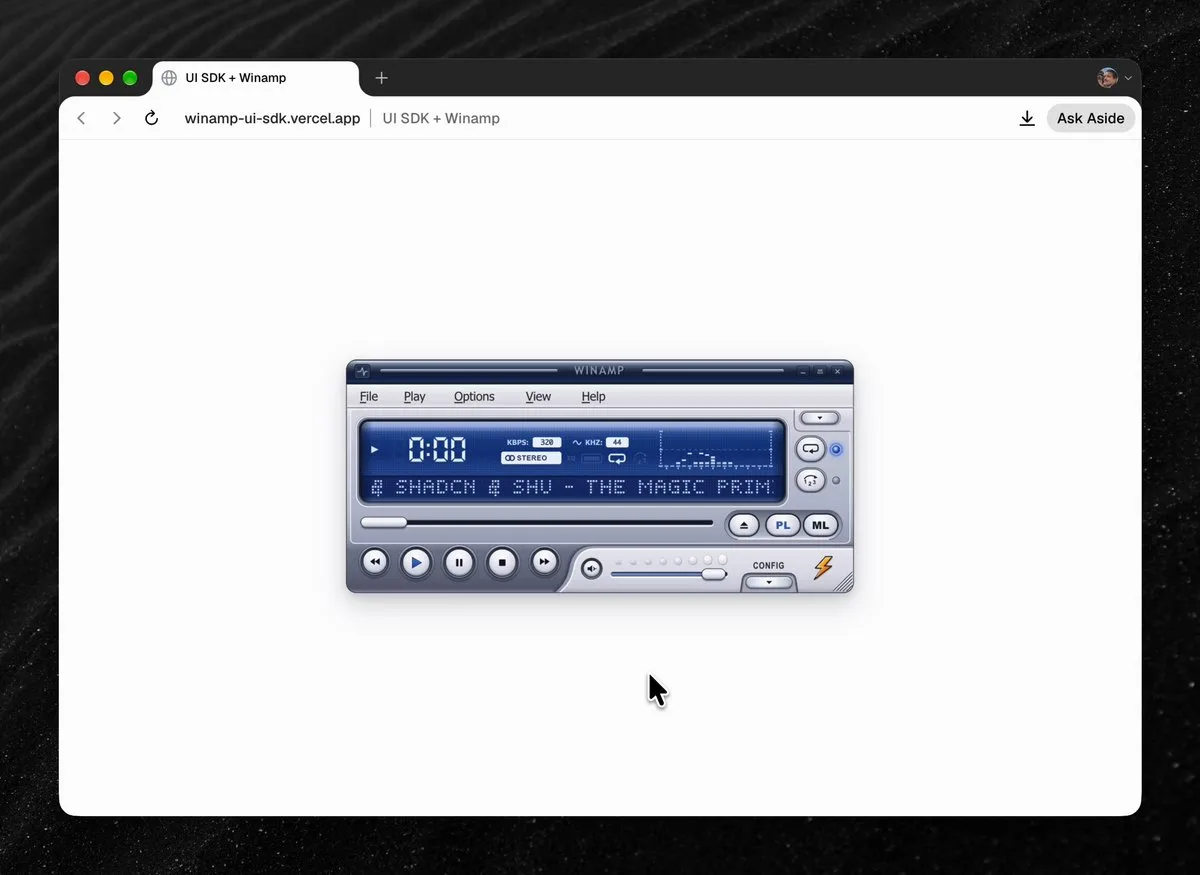 UI SDK + Winamp
winamp-ui-sdk.vercel.app UI SDK + Winamp
Ask Aside
WINAMP
File Play Options View Help
0:00
KBPS: 320 KHZ: 44
STEREO 3D
# SHADCN # SHU - THE MAGIC PRIM
PL ML
CONFIG